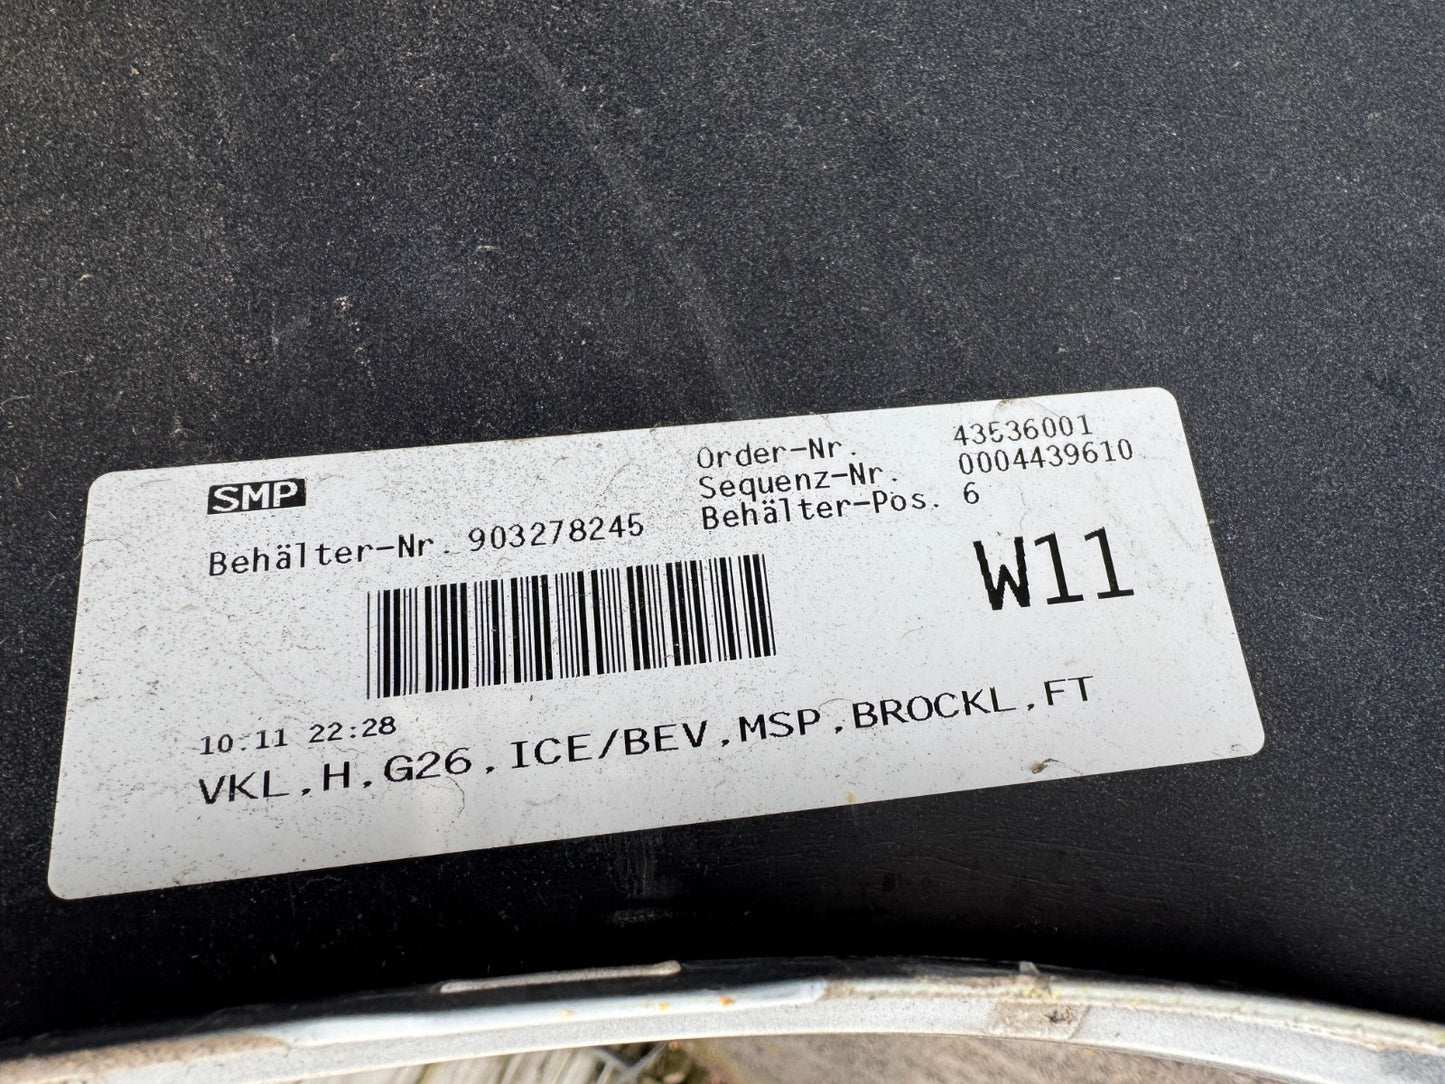 SMP
Order-Nr. 43536001
Sequenz-Nr. 0004439610
Behälter-Nr. 903278245
Behälter-Pos. 6
W11
10.11 22:28
VKL,H,G26,ICE/BEV,MSP,BROCKL,FT